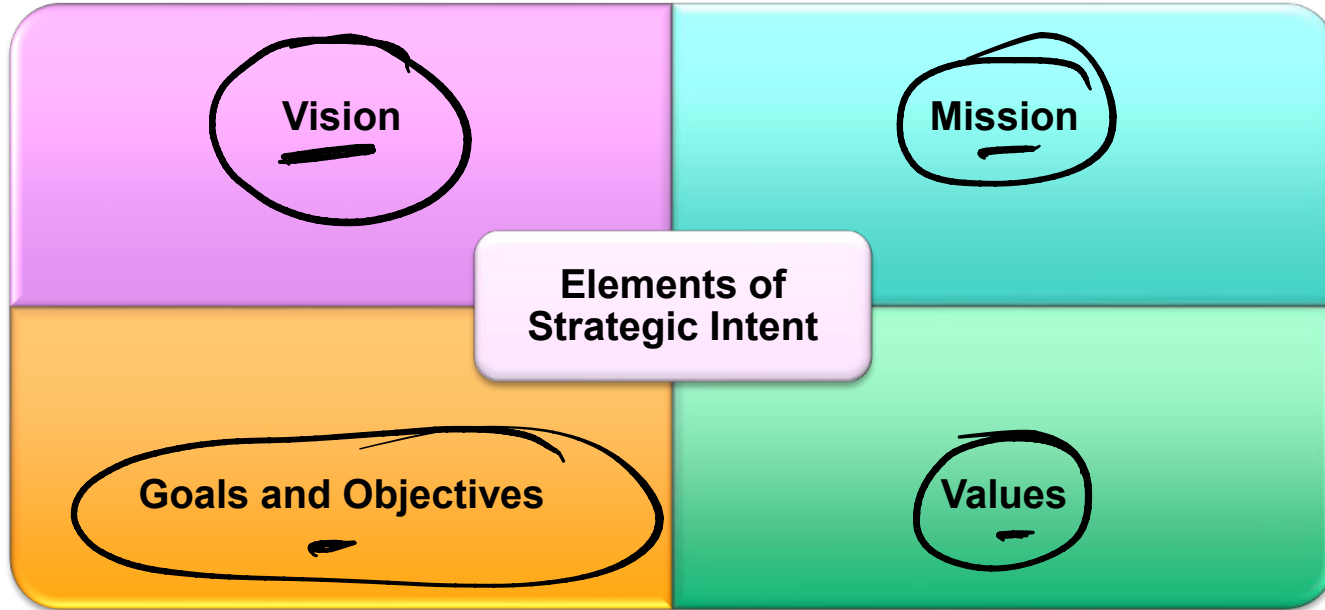 Vision
Mission
Elements of
Strategic Intent
Goals and Objectives
Values